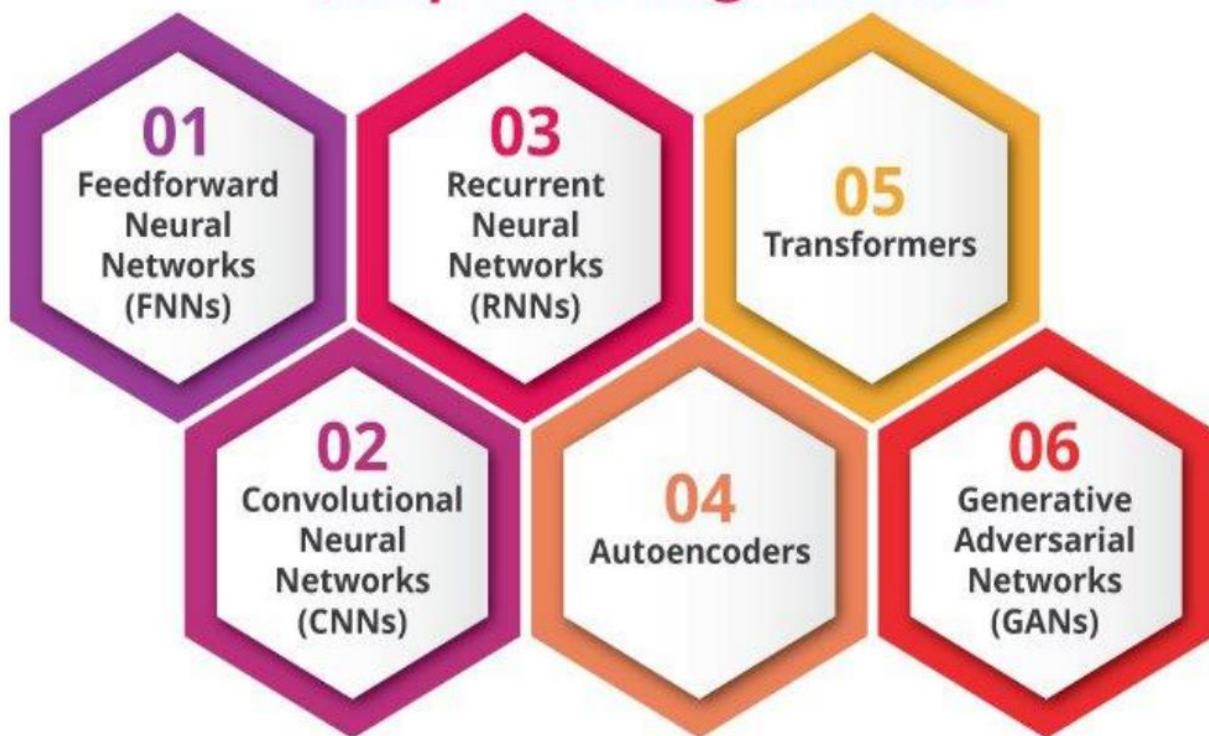 01
Feedforward
Neural
Networks
(FNNs)
02
Convolutional
Neural
Networks
(CNNs)
03
Recurrent
Neural
Networks
(RNNs)
04
Autoencoders
05
Transformers
06
Generative
Adversarial
Networks
(GANs)